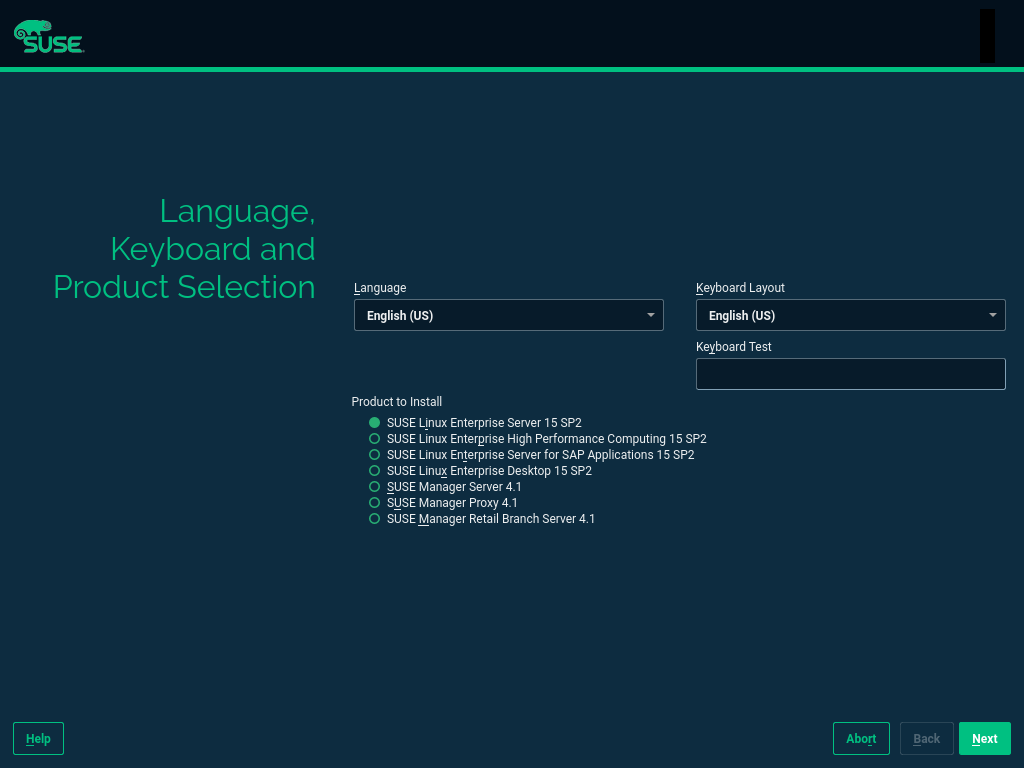 SUSE
Language,
Keyboard and
Product Selection
Language
Keyboard Layout
English (US)
English (US)
Keyboard Test
Product to Install
SUSE Linux Enterprise Server 15 SP2
SUSE Linux Enterprise High Performance Computing 15 SP2
SUSE Linux Enterprise Server for SAP Applications 15 SP2
SUSE Linux Enterprise Desktop 15 SP2
SUSE Manager Server 4.1
SUSE Manager Proxy 4.1
SUSE Manager Retail Branch Server 4.1
Help
Abort
Back
Next